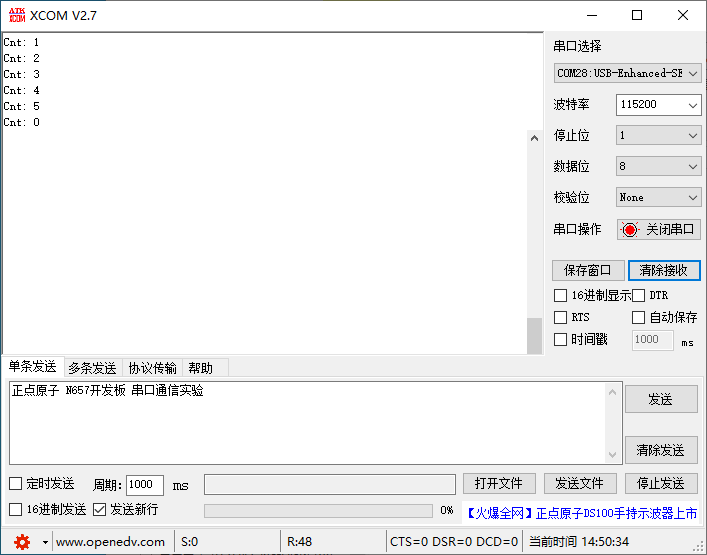 ATK XCOM XCOM V2.7
Cnt: 1
Cnt: 2
Cnt: 3
Cnt: 4
Cnt: 5
Cnt: 0
串口选择
COM28:USB-Enhanced-SE
波特率 115200
停止位 1
数据位 8
校验位 None
串口操作 关闭串口
保存窗口 清除接收
16进制显示 DTR
RTS 自动保存
时间戳 1000 ms
单条发送 多条发送 协议传输 帮助
正点原子 N657开发板 串口通信实验
发送
清除发送
定时发送 周期: 1000 ms 打开文件 发送文件 停止发送
16进制发送 发送新行 0% 【火爆全网】正点原子DS100手持示波器上市
www.openedv.com S:0 R:48 CTS=0 DSR=0 DCD=0 当前时间 14:50:34